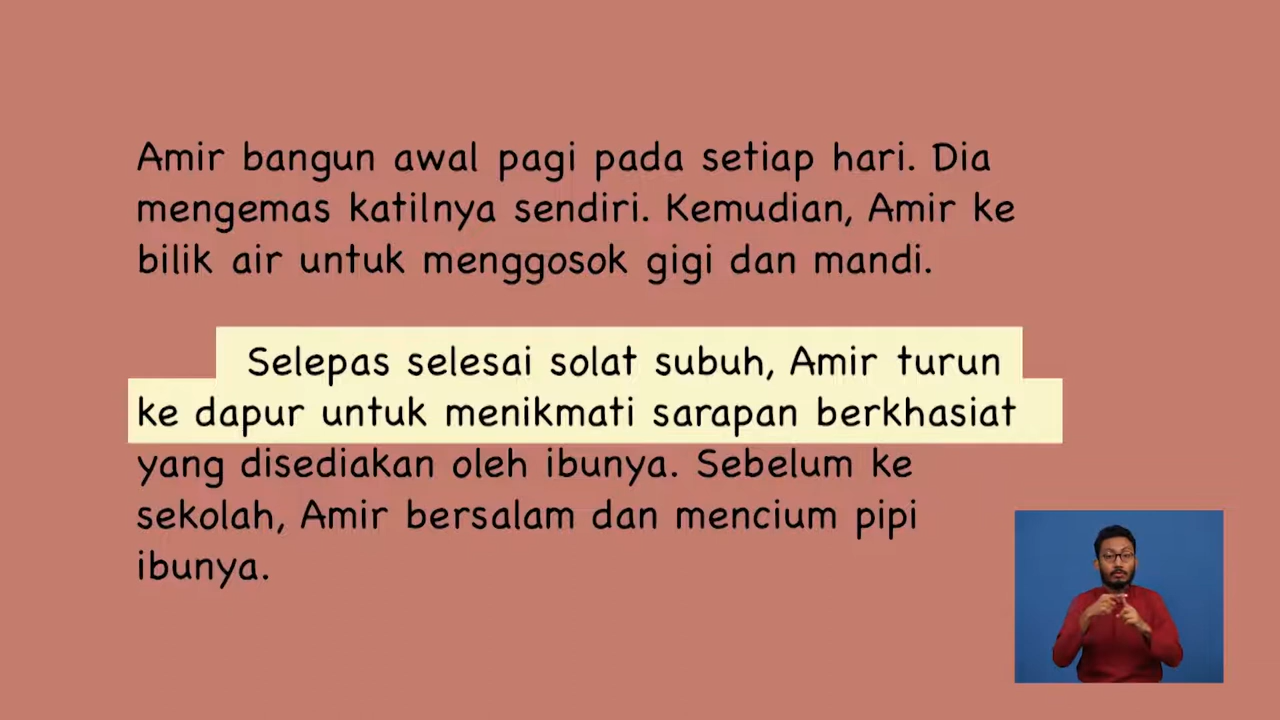 Amir bangun awal pagi pada setiap hari. Dia
mengemas katilnya sendiri. Kemudian, Amir ke
bilik air untuk menggosok gigi dan mandi.
Selepas selesai solat subuh, Amir turun
ke dapur untuk menikmati sarapan berkhasiat
yang disediakan oleh ibunya. Sebelum ke
sekolah, Amir bersalam dan mencium pipi
ibunya.